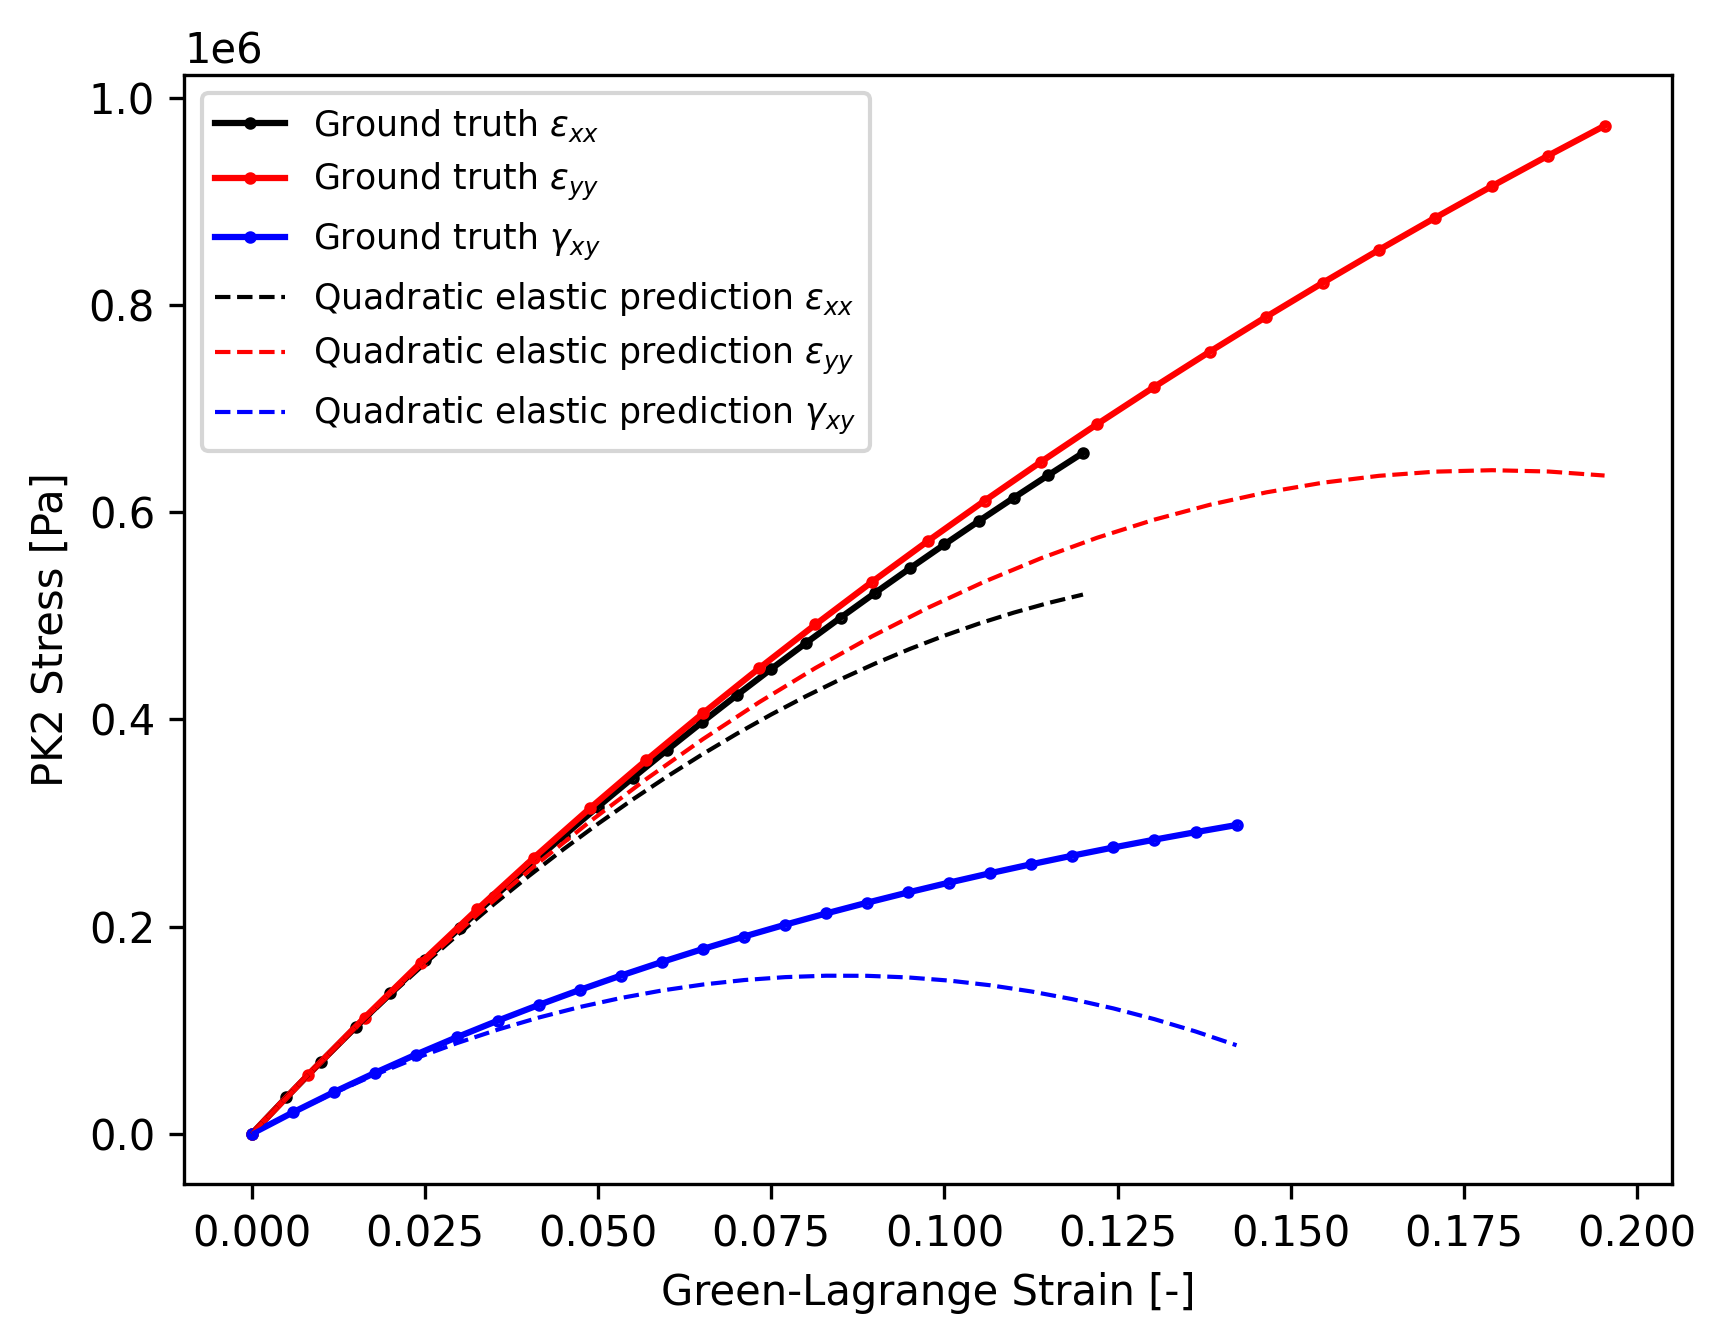 1e6
1.0
0.8
0.6
0.4
0.2
0.0
PK2 Stress [Pa]
Ground truth εxx
Ground truth εyy
Ground truth γxy
Quadratic elastic prediction εxx
Quadratic elastic prediction εyy
Quadratic elastic prediction γxy
0.000 0.025 0.050 0.075 0.100 0.125 0.150 0.175 0.200
Green-Lagrange Strain [-]